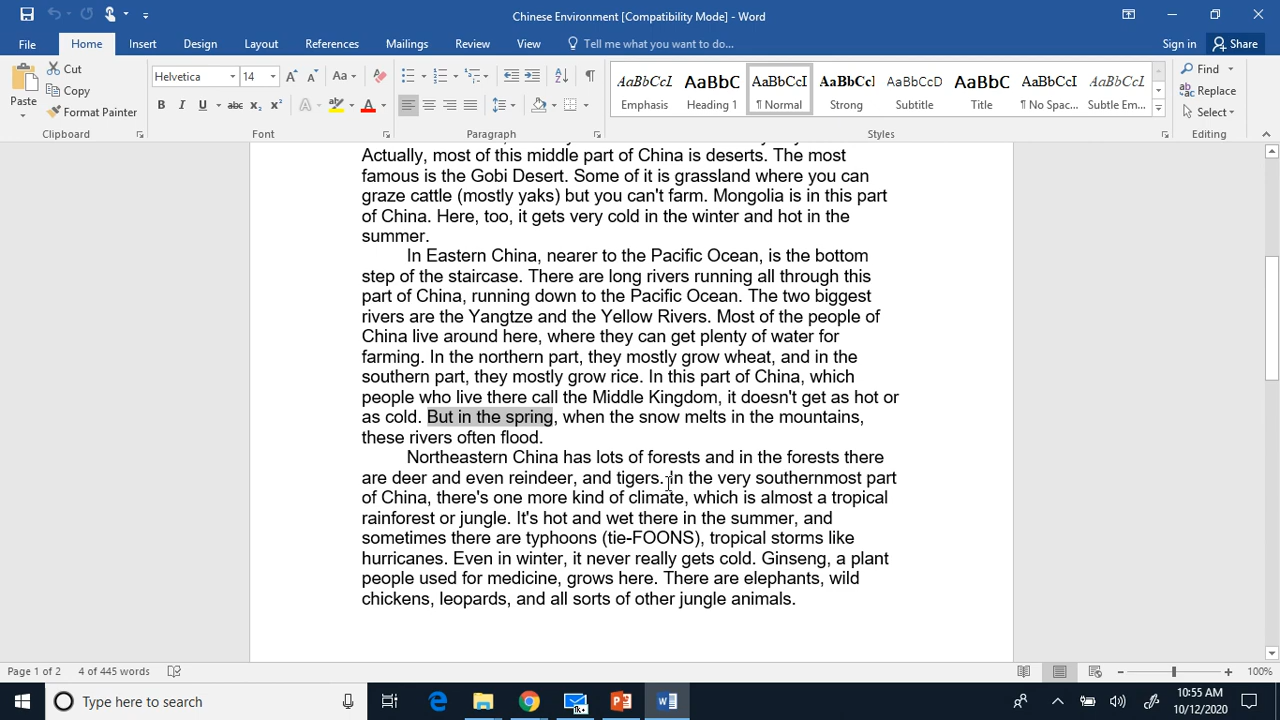 Chinese Environment [Compatibility Mode] - Word
File Home Insert Design Layout References Mailings Review View Tell me what you want to do... Sign in Share
Paste
Cut
Copy
Format Painter
Clipboard
Helvetica 14
Font
Paragraph
AaBbCcI AaBbC AaBbCcI AaBbCcI AaBbCcD AaBbC AaBbCcI AaBbCcI
Emphasis Heading 1 ¶ Normal Strong Subtitle Title ¶ No Spac... Subtle Em...
Styles
Find
Replace
Select
Editing
Actually, most of this middle part of China is deserts. The most
famous is the Gobi Desert. Some of it is grassland where you can
graze cattle (mostly yaks) but you can't farm. Mongolia is in this part
of China. Here, too, it gets very cold in the winter and hot in the
summer.
In Eastern China, nearer to the Pacific Ocean, is the bottom
step of the staircase. There are long rivers running all through this
part of China, running down to the Pacific Ocean. The two biggest
rivers are the Yangtze and the Yellow Rivers. Most of the people of
China live around here, where they can get plenty of water for
farming. In the northern part, they mostly grow wheat, and in the
southern part, they mostly grow rice. In this part of China, which
people who live there call the Middle Kingdom, it doesn't get as hot or
as cold. But in the spring, when the snow melts in the mountains,
these rivers often flood.
Northeastern China has lots of forests and in the forests there
are deer and even reindeer, and tigers. In the very southernmost part
of China, there's one more kind of climate, which is almost a tropical
rainforest or jungle. It's hot and wet there in the summer, and
sometimes there are typhoons (tie-FOONS), tropical storms like
hurricanes. Even in winter, it never really gets cold. Ginseng, a plant
people used for medicine, grows here. There are elephants, wild
chickens, leopards, and all sorts of other jungle animals.
Page 1 of 2 4 of 445 words 100%
Type here to search
10:55 AM
10/12/2020